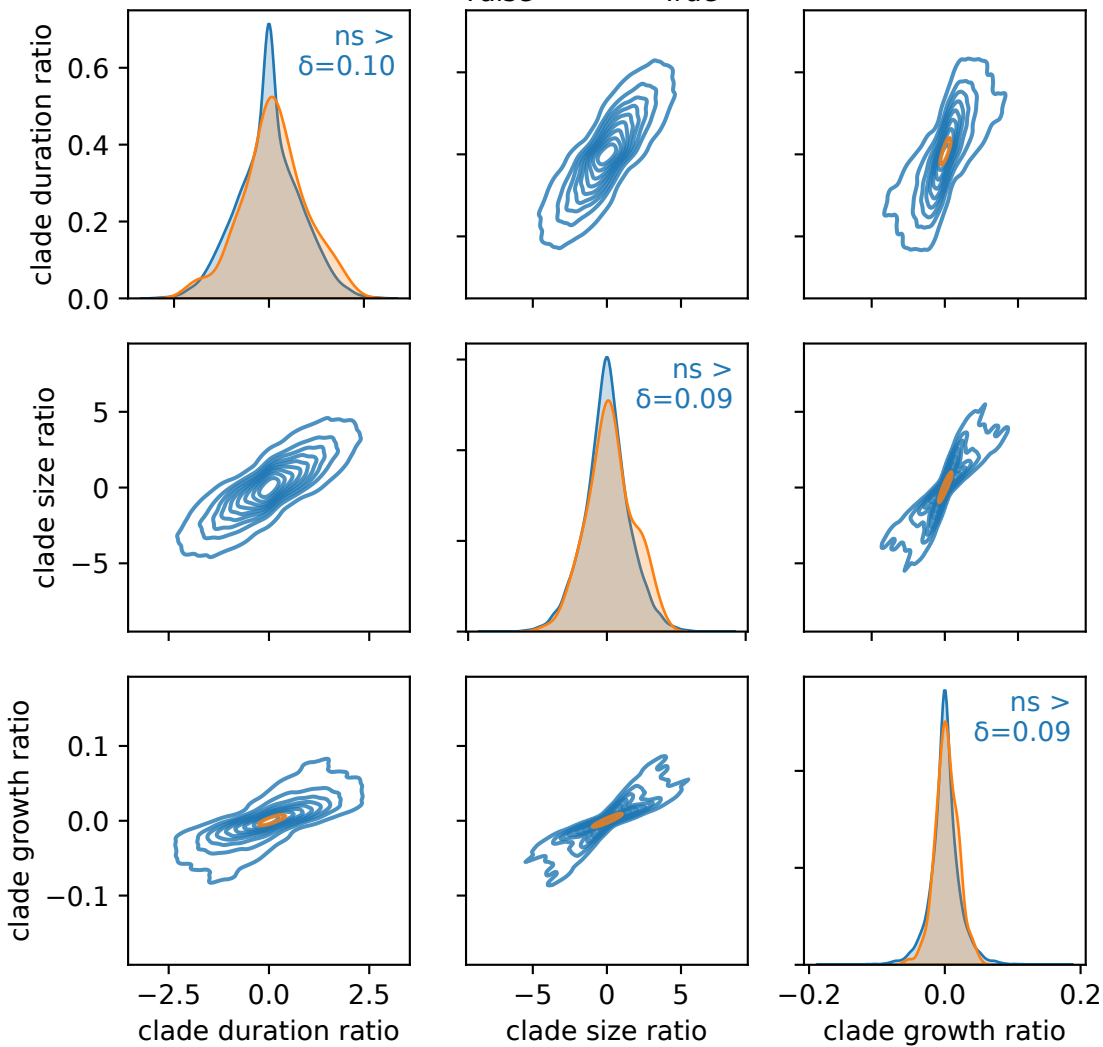 clade duration ratio
0.6
0.4
0.2
0.0
ns >
δ=0.10
clade size ratio
5
0
−5
ns >
δ=0.09
clade growth ratio
0.1
0.0
−0.1
ns >
δ=0.09
−2.5 0.0 2.5
−5 0 5
−0.2 0.0 0.2
clade duration ratio
clade size ratio
clade growth ratio